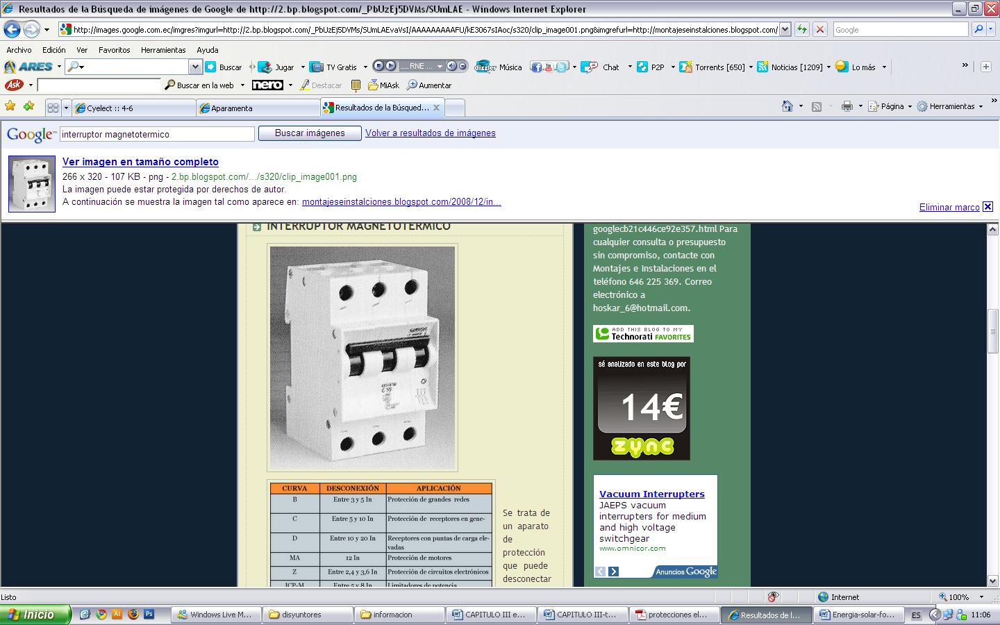 Resultados de la Búsqueda de imágenes de Google de http://2.bp.blogspot.com/_PbUzEj5DVMs/SUmLAE - Windows Internet Explorer
http://images.google.com.ec/imgres?imgurl=http://2.bp.blogspot.com/_PbUzEj5DVMs/SUmLAEvaVsI/AAAAAAAAAFU/kE3067sIAoc/s320/clip_image001.png&imgrefurl=http://montajeseinstalciones.blogspot.com/
Google
Archivo Edición Ver Favoritos Herramientas Ayuda
ARES Buscar Jugar TV Gratis ..... RNE ... dizzler Música Chat P2P Torrents [650] Noticias [1209] Lo más »
Ask Buscar en la web nero Destacar MiAsk Aumentar
Cyelect :: 4-6 Aparamenta Resultados de la Búsqued... Página Herramientas »
Google™ interruptor magnetotermico Buscar imágenes Volver a resultados de imágenes
Ver imagen en tamaño completo
266 x 320 - 107 KB - png - 2.bp.blogspot.com/.../s320/clip_image001.png
La imagen puede estar protegida por derechos de autor.
A continuación se muestra la imagen tal como aparece en: montajeseinstalciones.blogspot.com/2008/12/in...
Eliminar marco
INTERRUPTOR MAGNETOTERMICO
C 10
CURVA DESCONEXIÓN APLICACIÓN
B Entre 3 y 5 In Protección de grandes redes
C Entre 5 y 10 In Protección de receptores en gene-
D Entre 10 y 20 In Receptores con puntas de carga ele-
vadas
MA 12 In Protección de motores
Z Entre 2,4 y 3,6 In Protección de circuitos electrónicos
ICP-M Entre 5 y 8 In Limitadores de potencia
Se trata de
un aparato
de
protección
que puede
desconectar
googlecb21c446ce92e357.html Para
cualquier consulta o presupuesto
sin compromiso, contacte con
Montajes e Instalaciones en el
teléfono 646 225 369. Correo
electrónico a
hoskar_6@hotmail.com.
ADD THIS BLOG TO MY
Technorati FAVORITES
sé analizado en este blog por
14€
zync
Vacuum Interrupters
JAEPS vacuum
interrupters for medium
and high voltage
switchgear
www.omnicor.com
Anuncios Google
Listo Internet 100%
Inicio Windows Live M... disyuntores informacion CAPITULO III e... CAPITULO III-t... protecciones el... Resultados de l... Energia-solar-fo... ES 11:06